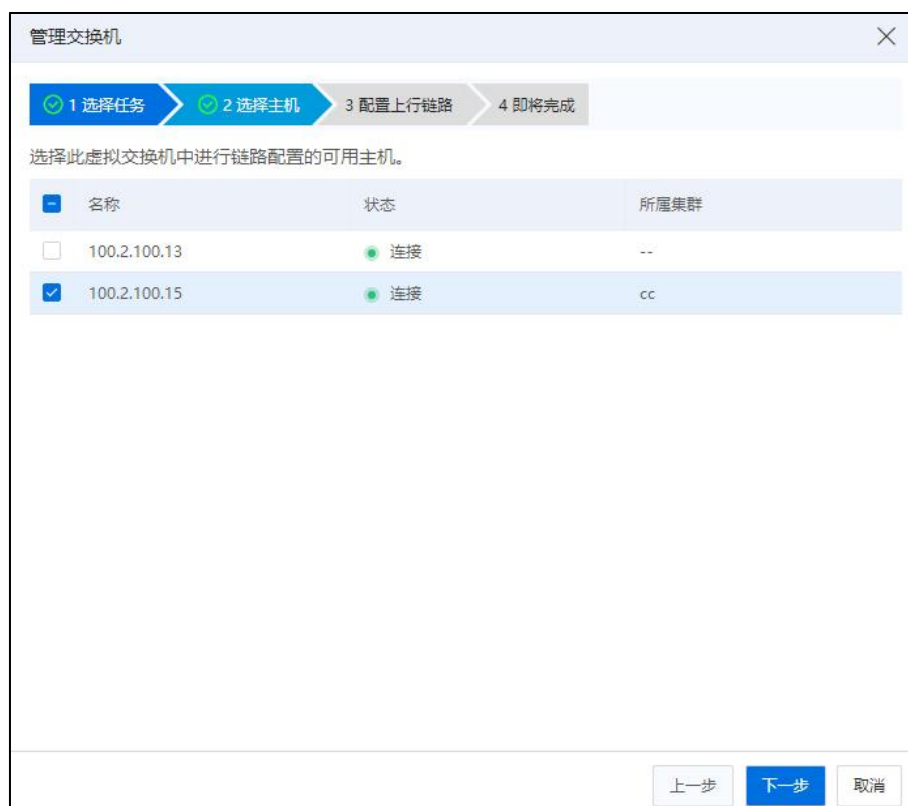 管理交换机
1 选择任务 2 选择主机 3 配置上行链路 4 即将完成
选择此虚拟交换机中进行链路配置的可用主机。
名称 状态 所属集群
100.2.100.13 连接 --
100.2.100.15 连接 cc
上一步 下一步 取消